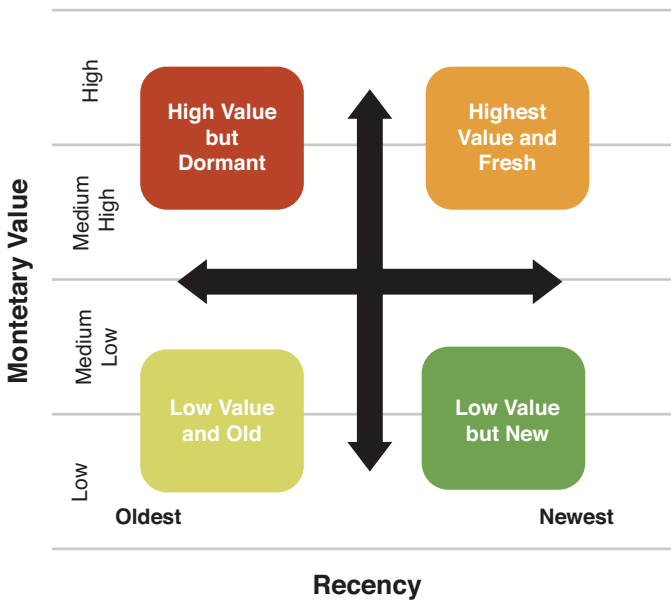 Montetary Value
High
Medium
High
Medium
Low
Low
High Value
but
Dormant
Highest
Value and
Fresh
Low Value
and Old
Low Value
but New
Oldest
Newest
Recency